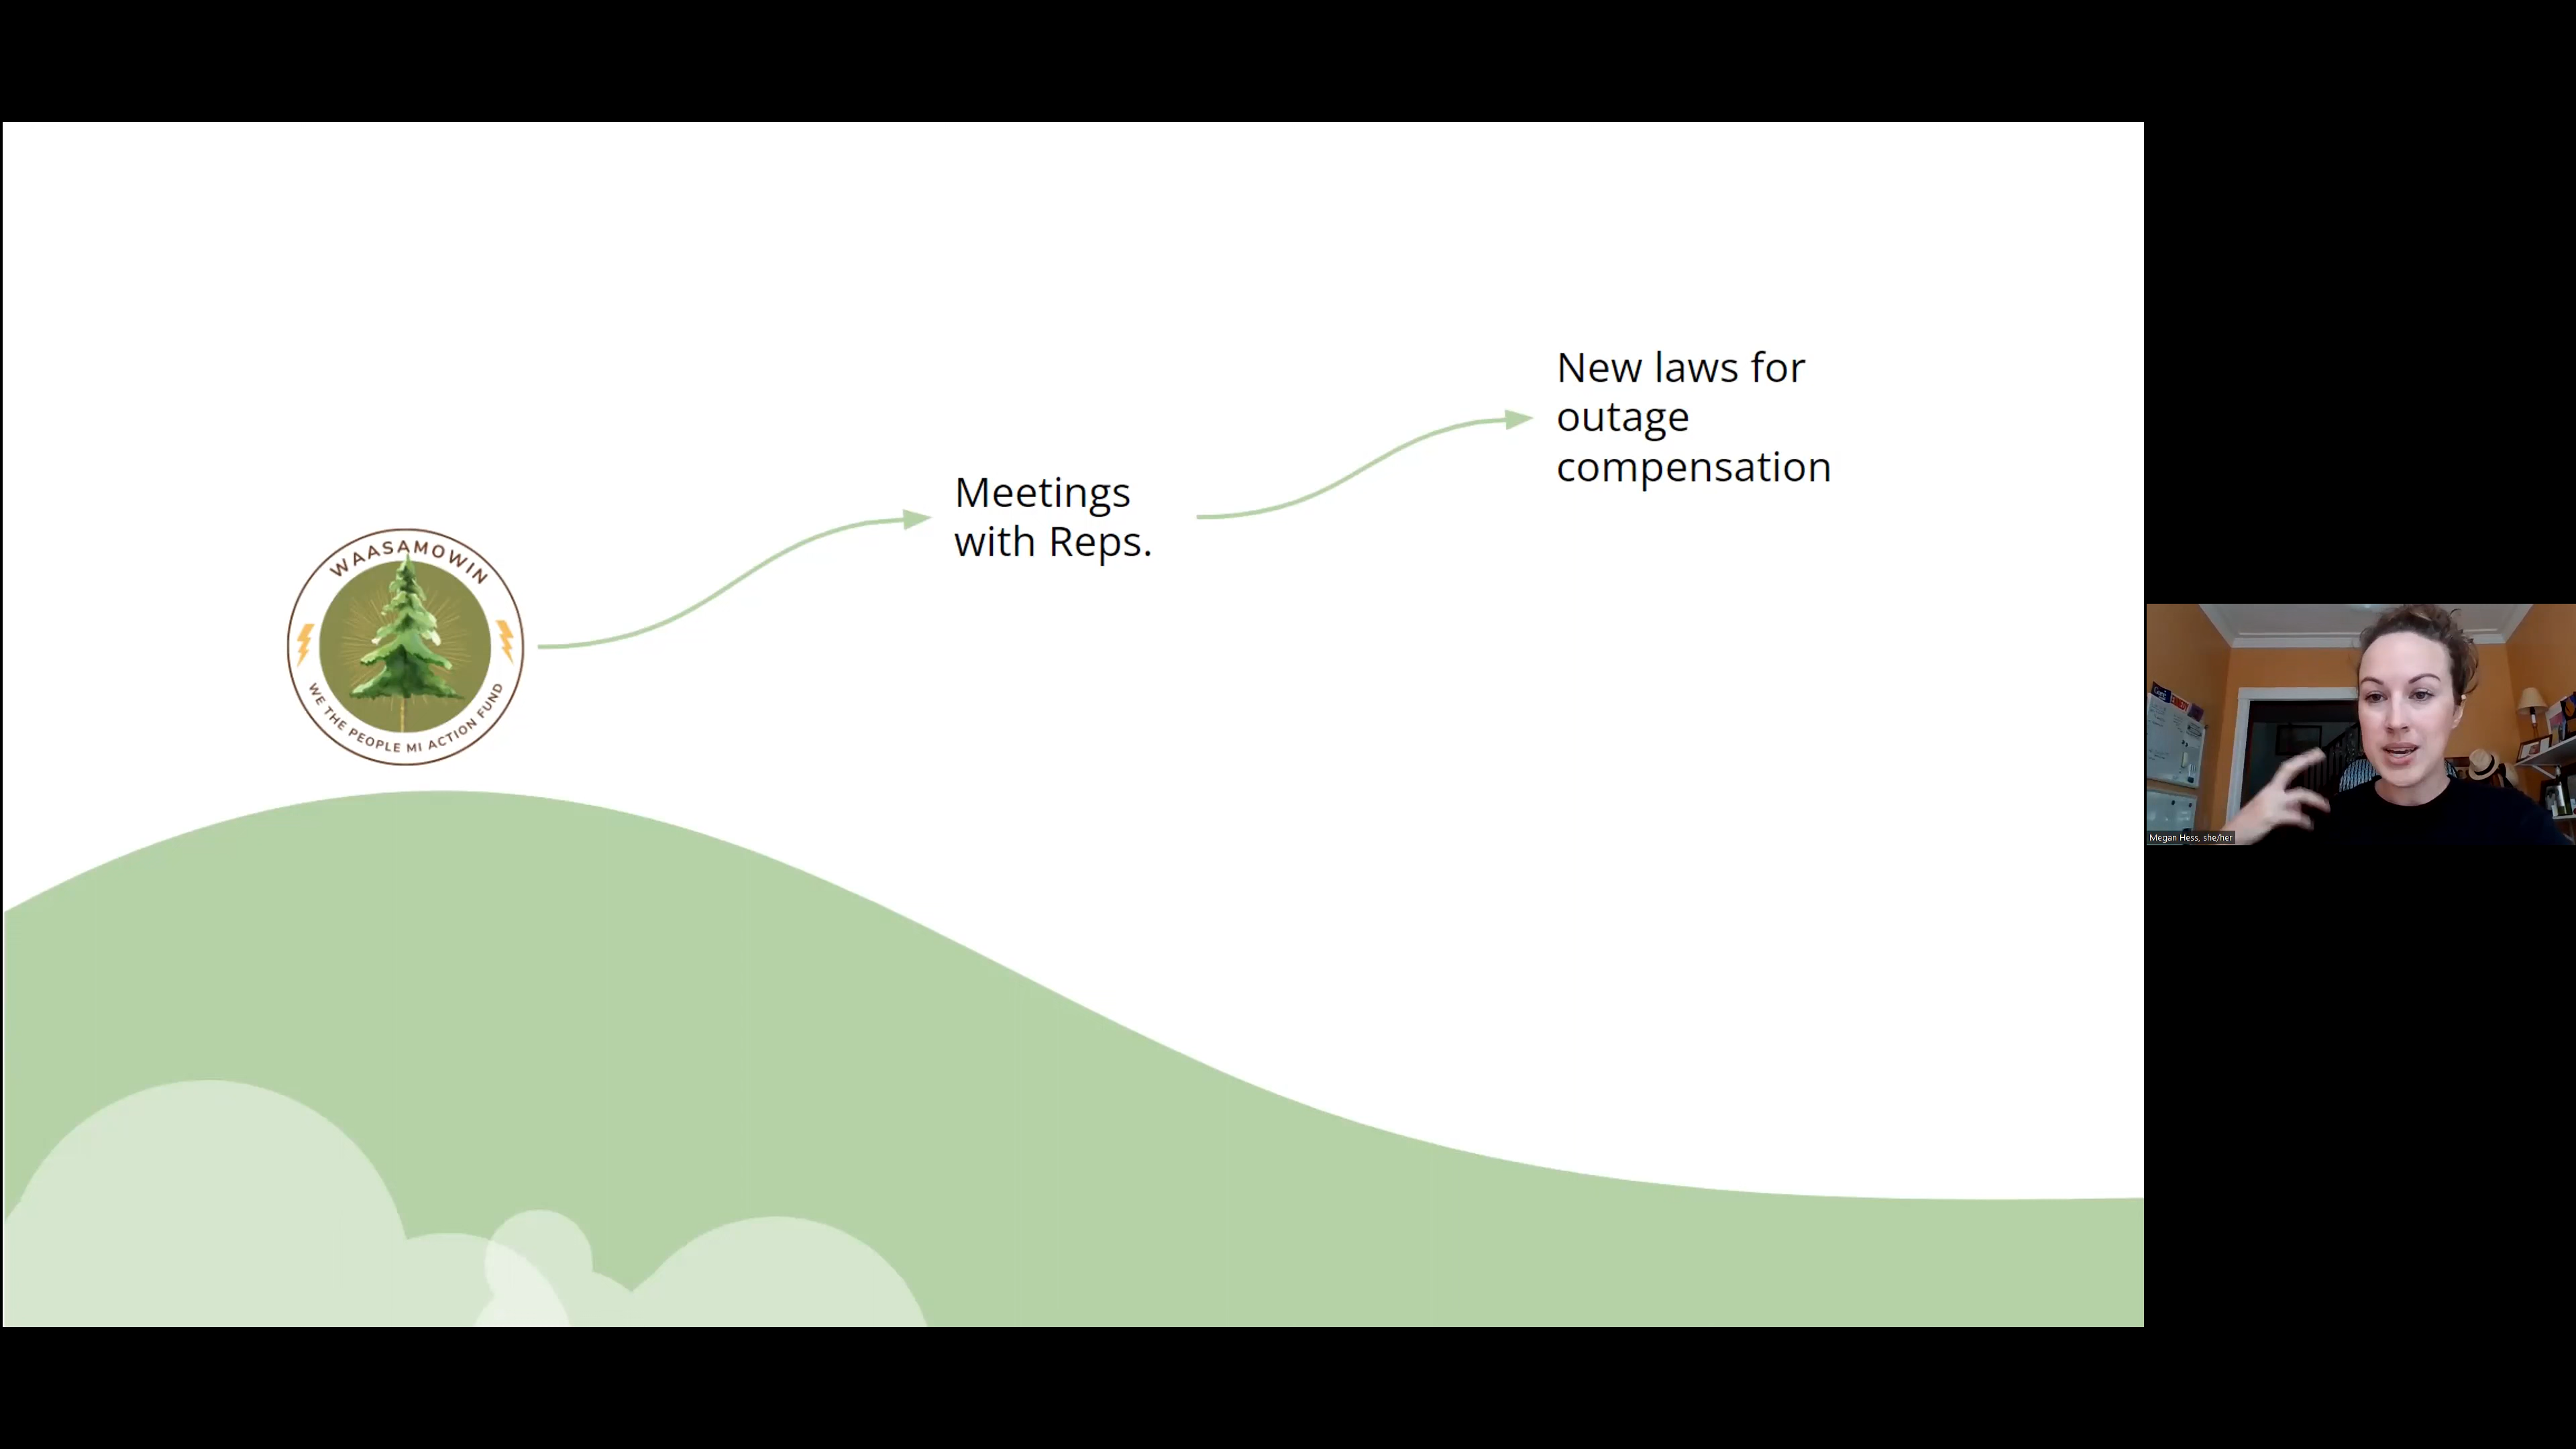 WAASAMOWIN
WE THE PEOPLE MI ACTION FUND
Meetings
with Reps.
New laws for
outage
compensation
Megan Hess, she/her